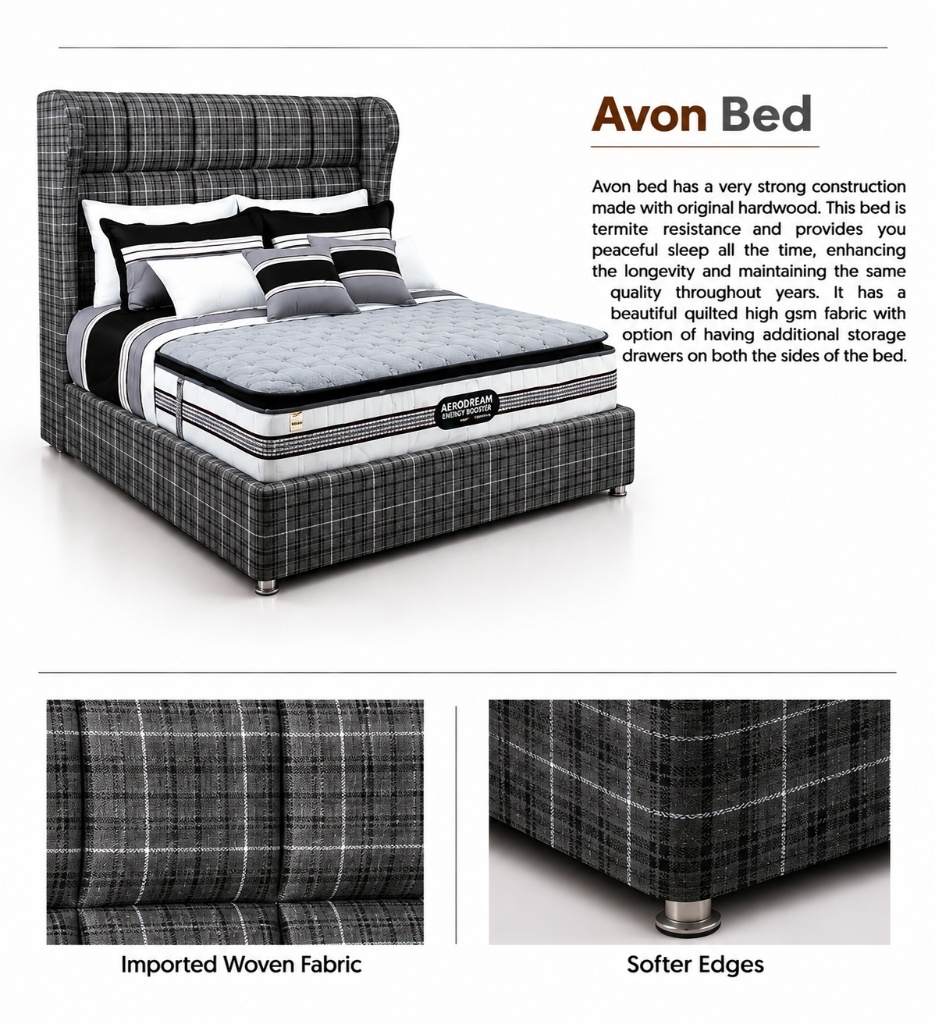 Avon Bed
Avon bed has a very strong construction
made with original hardwood. This bed is
termite resistance and provides you
peaceful sleep all the time, enhancing
the longevity and maintaining the same
quality throughout years. It has a
beautiful quilted high gsm fabric with
option of having additional storage
drawers on both the sides of the bed.
AERODREAM
ENERGY BOOSTER
Imported Woven Fabric
Softer Edges